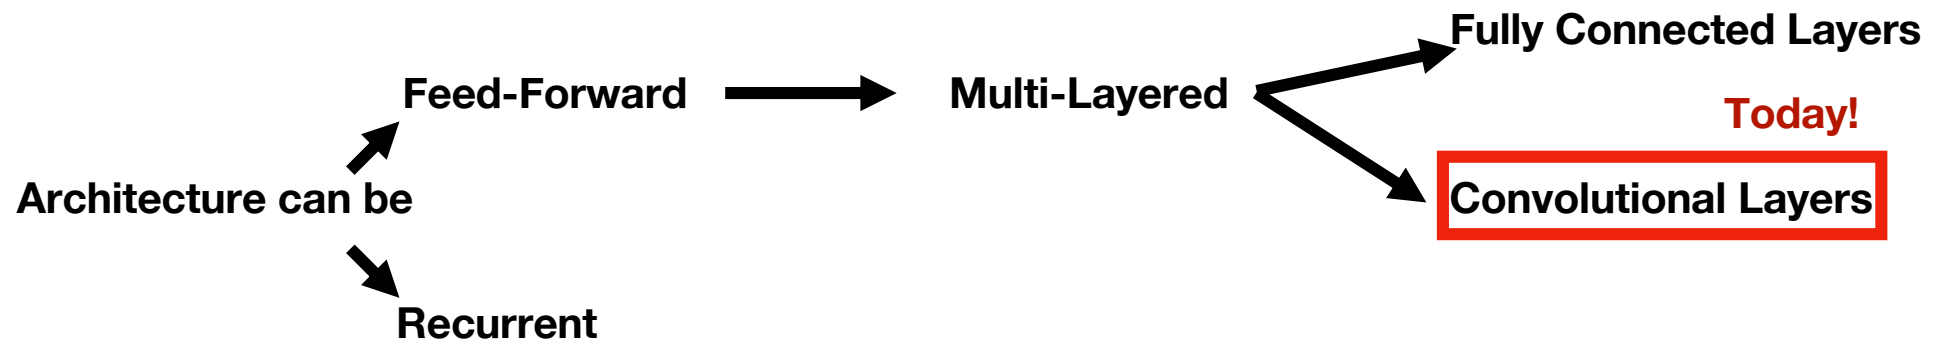 Fully Connected Layers
Feed-Forward
Multi-Layered
Today!
Architecture can be
Convolutional Layers
Recurrent